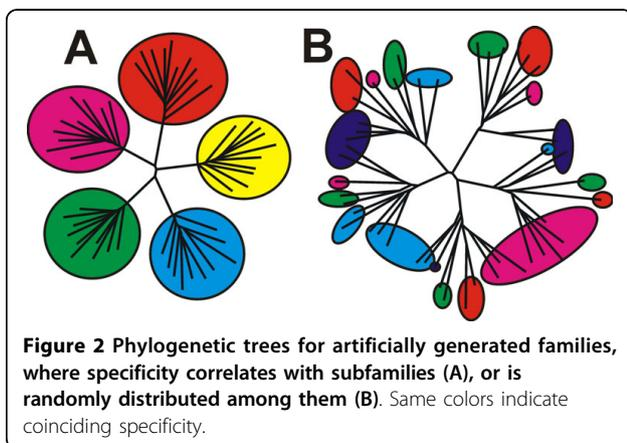 A
B
Figure 2 Phylogenetic trees for artificially generated families,
where specificity correlates with subfamilies (A), or is
randomly distributed among them (B). Same colors indicate
coinciding specificity.